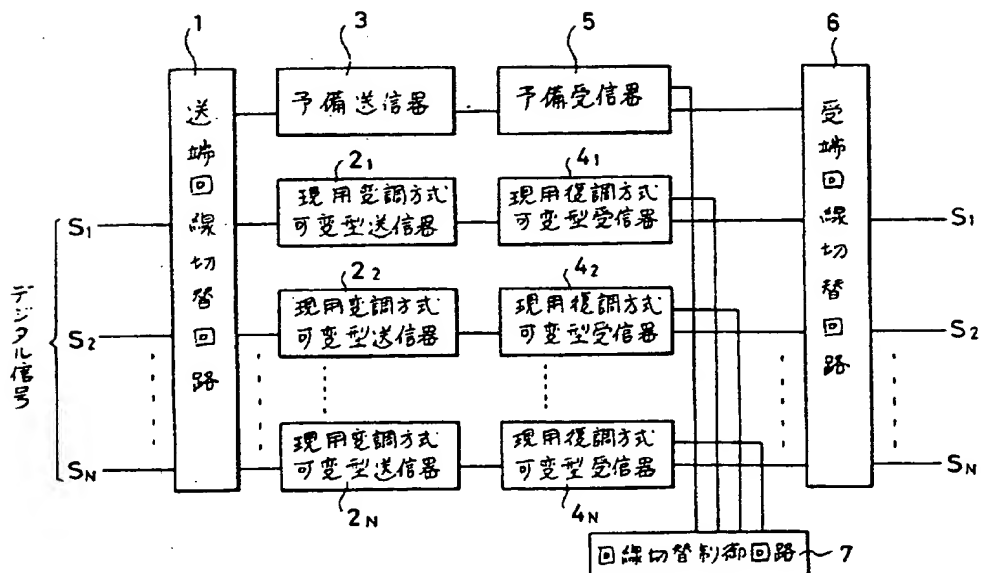 1
3
5
6
送端回線切替回路
予備送信器
予備受信器
受端回線切替回路
2₁
4₁
現用変調方式
可変型送信器
現用復調方式
可変型受信器
S₁
S₁
2₂
4₂
現用変調方式
可変型送信器
現用復調方式
可変型受信器
S₂
S₂
デジタル信号
現用変調方式
可変型送信器
現用復調方式
可変型受信器
S_N
S_N
2_N
4_N
回線切替制御回路
7